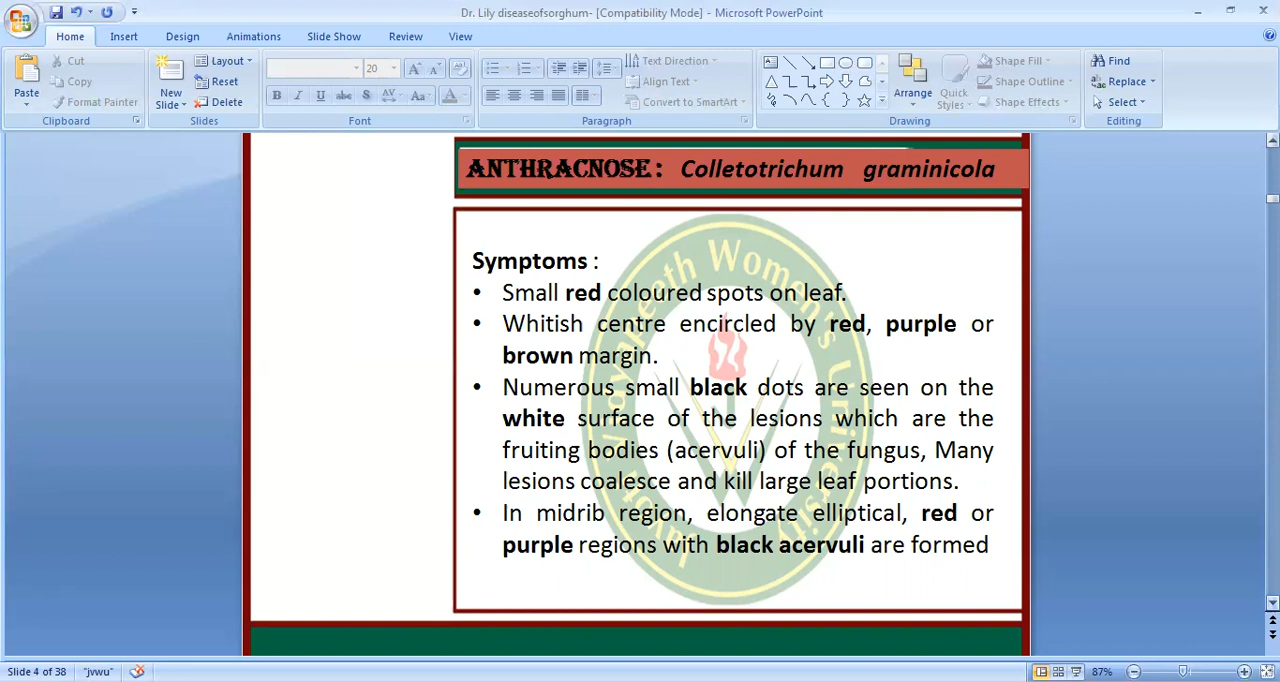 Dr. Lily diseaseofsorghum- [Compatibility Mode] - Microsoft PowerPoint
Home Insert Design Animations Slide Show Review View
Paste
Cut
Copy
Format Painter
Clipboard
New Slide
Layout
Reset
Delete
Slides
20
Font
Text Direction
Align Text
Convert to SmartArt
Paragraph
Arrange
Quick Styles
Shape Fill
Shape Outline
Shape Effects
Drawing
Find
Replace
Select
Editing
ANTHRACNOSE: Colletotrichum graminicola
Symptoms :
• Small red coloured spots on leaf.
• Whitish centre encircled by red, purple or
brown margin.
• Numerous small black dots are seen on the
white surface of the lesions which are the
fruiting bodies (acervuli) of the fungus, Many
lesions coalesce and kill large leaf portions.
• In midrib region, elongate elliptical, red or
purple regions with black acervuli are formed
Jyoti Vidyapeeth Women's University
Slide 4 of 38 "jvwu" 87%